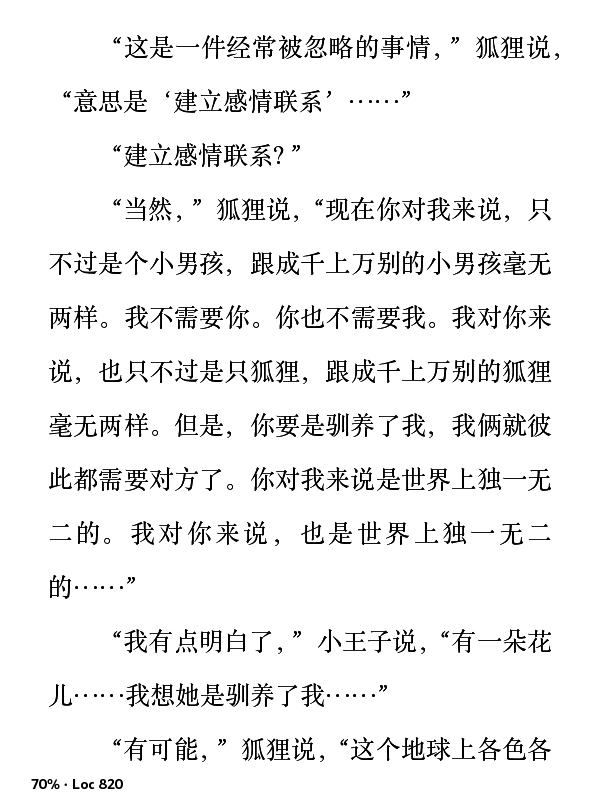 “这是一件经常被忽略的事情，”狐狸说，
“意思是‘建立感情联系’……”
“建立感情联系？”
“当然，”狐狸说，“现在你对我来说，只
不过是个小男孩，跟成千上万别的小男孩毫无
两样。我不需要你。你也不需要我。我对你来
说，也只不过是只狐狸，跟成千上万别的狐狸
毫无两样。但是，你要是驯养了我，我俩就彼
此都需要对方了。你对我来说是世界上独一无
二的。我对你来说，也是世界上独一无二
的……”
“我有点明白了，”小王子说，“有一朵花
儿……我想她是驯养了我……”
“有可能，”狐狸说，“这个地球上各色各
70% · Loc 820